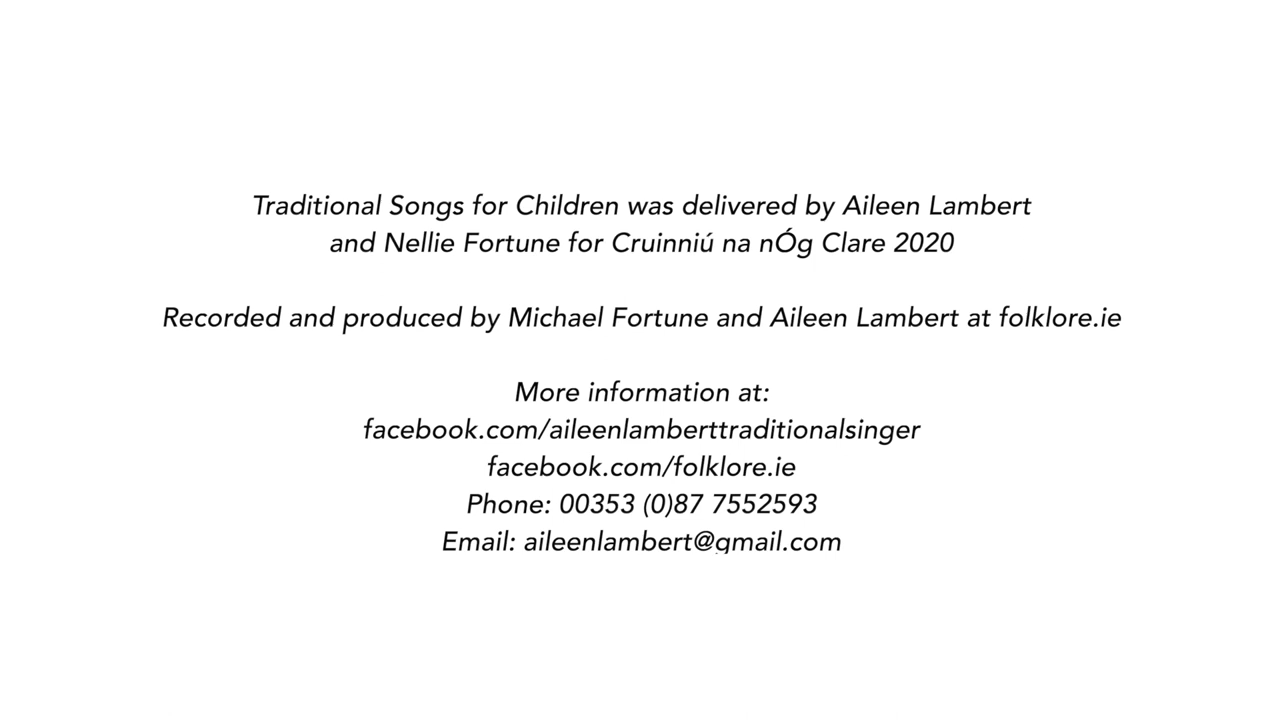 Traditional Songs for Children was delivered by Aileen Lambert
and Nellie Fortune for Cruinniú na nÓg Clare 2020
Recorded and produced by Michael Fortune and Aileen Lambert at folklore.ie
More information at:
facebook.com/aileenlamberttraditionalsinger
facebook.com/folklore.ie
Phone: 00353 (0)87 7552593
Email: aileenlambert@gmail.com